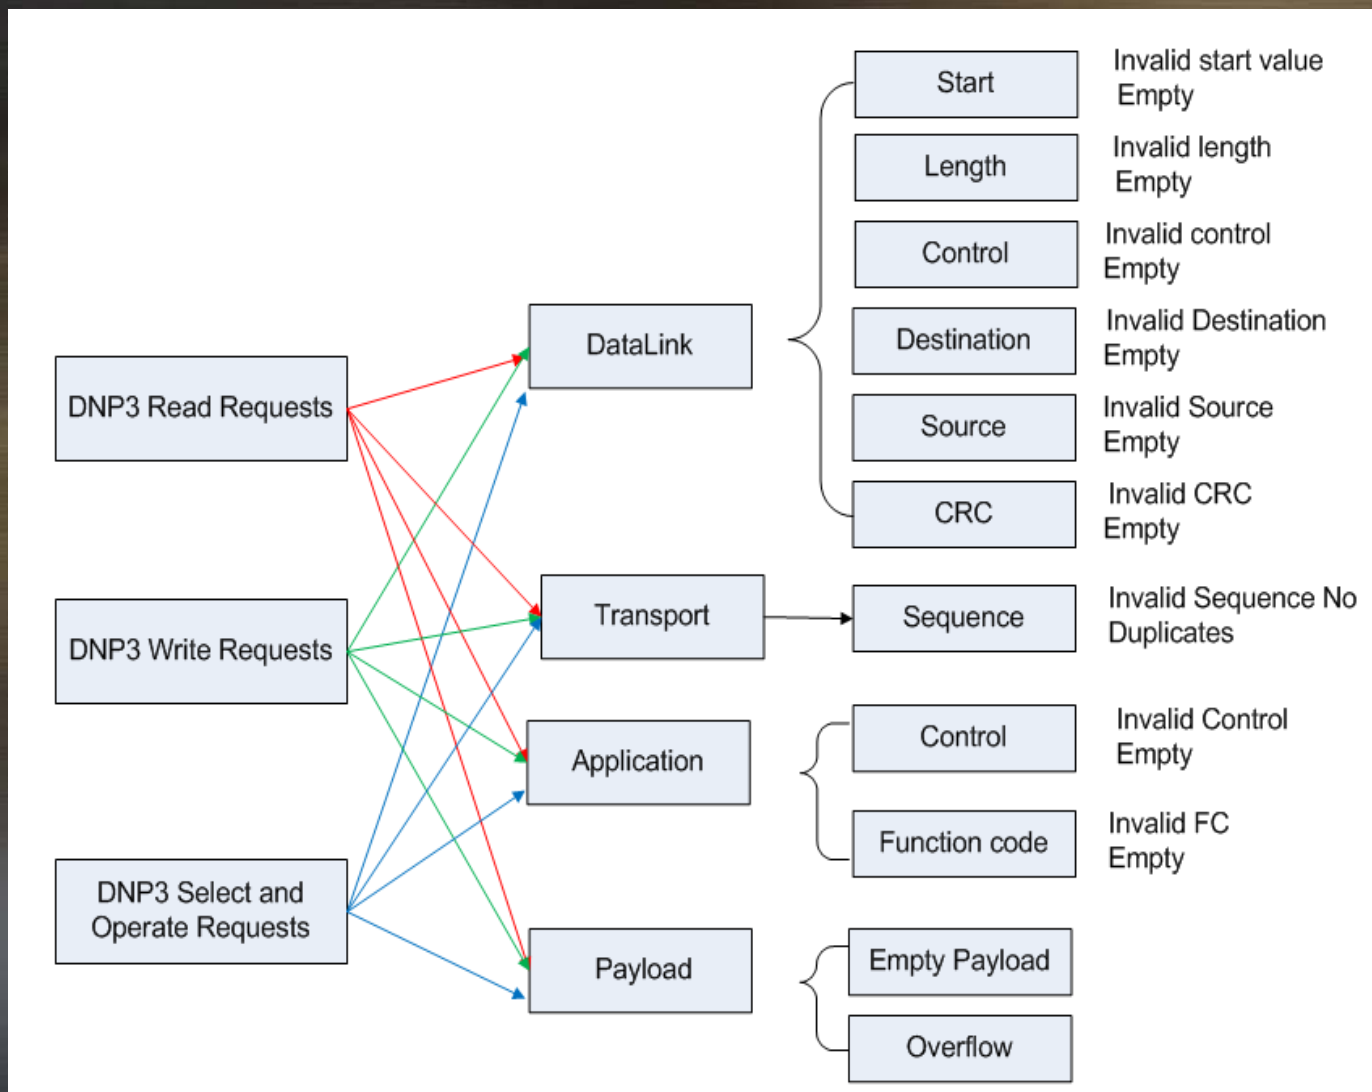 DNP3 Read Requests
DNP3 Write Requests
DNP3 Select and
Operate Requests
DataLink
Transport
Application
Payload
Start
Invalid start value
Empty
Length
Invalid length
Empty
Control
Invalid control
Empty
Destination
Invalid Destination
Empty
Source
Invalid Source
Empty
CRC
Invalid CRC
Empty
Sequence
Invalid Sequence No
Duplicates
Control
Invalid Control
Empty
Function code
Invalid FC
Empty
Empty Payload
Overflow